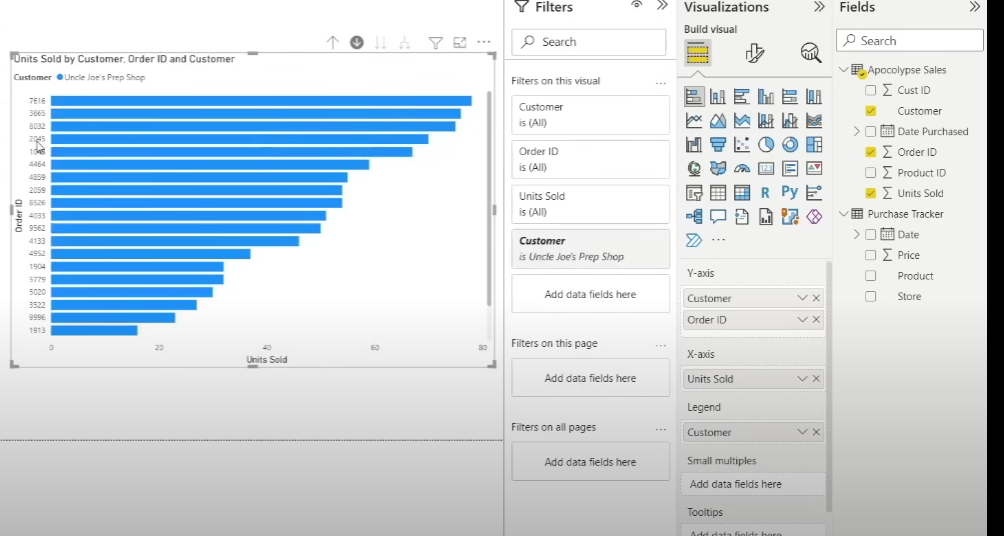 Units Sold by Customer, Order ID and Customer
Customer Uncle Joe's Prep Shop
Order ID
7616
3665
8032
2045
4464
4859
2059
8526
4033
9562
4133
4952
1904
5779
5020
3522
9996
1913
0 20 40 60 80
Units Sold
Filters
Search
Filters on this visual ...
Customer
is (All)
Order ID
is (All)
Units Sold
is (All)
Customer
is Uncle Joe's Prep Shop
Add data fields here
Filters on this page ...
Add data fields here
Filters on all pages ...
Add data fields here
Visualizations
Build visual
123
R
Py
...
Y-axis
Customer
Order ID
X-axis
Units Sold
Legend
Customer
Small multiples
Add data fields here
Tooltips
Add data fields here
Fields
Search
Apocolypse Sales
Cust ID
Customer
Date Purchased
Order ID
Product ID
Units Sold
Purchase Tracker
Date
Price
Product
Store